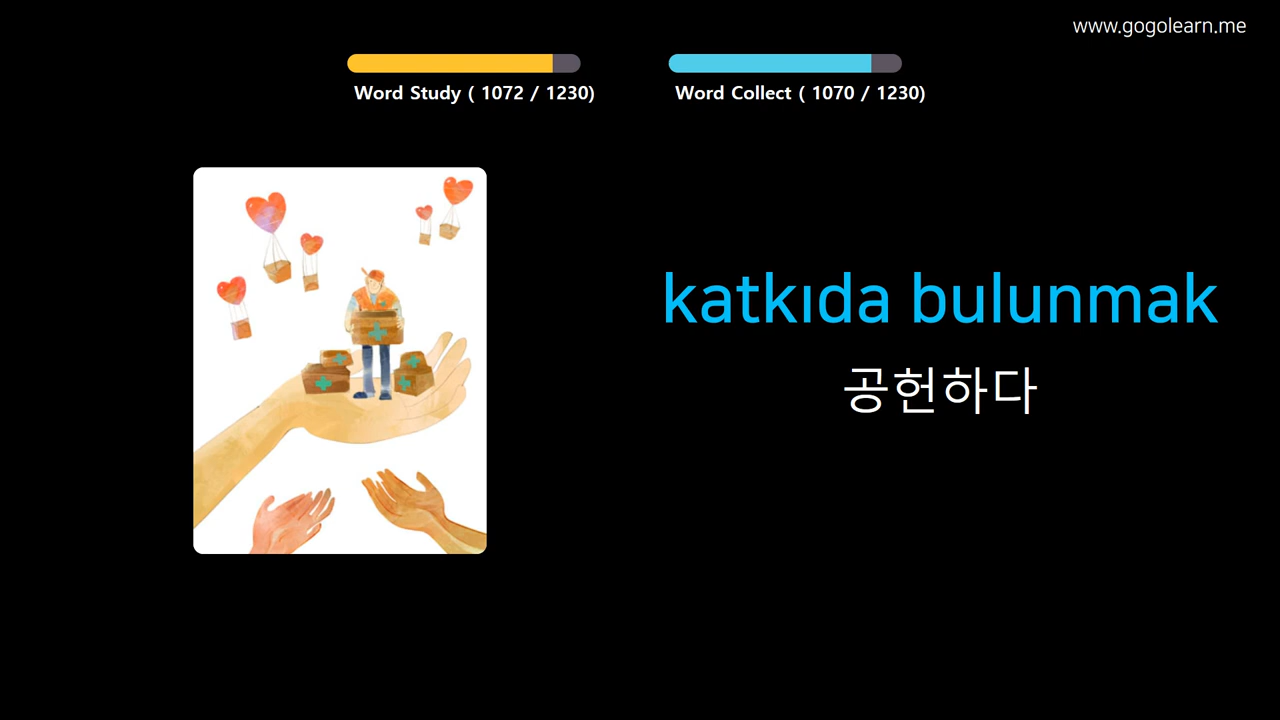 www.gogolearn.me
Word Study ( 1072 / 1230)
Word Collect ( 1070 / 1230)
katkıda bulunmak
공헌하다